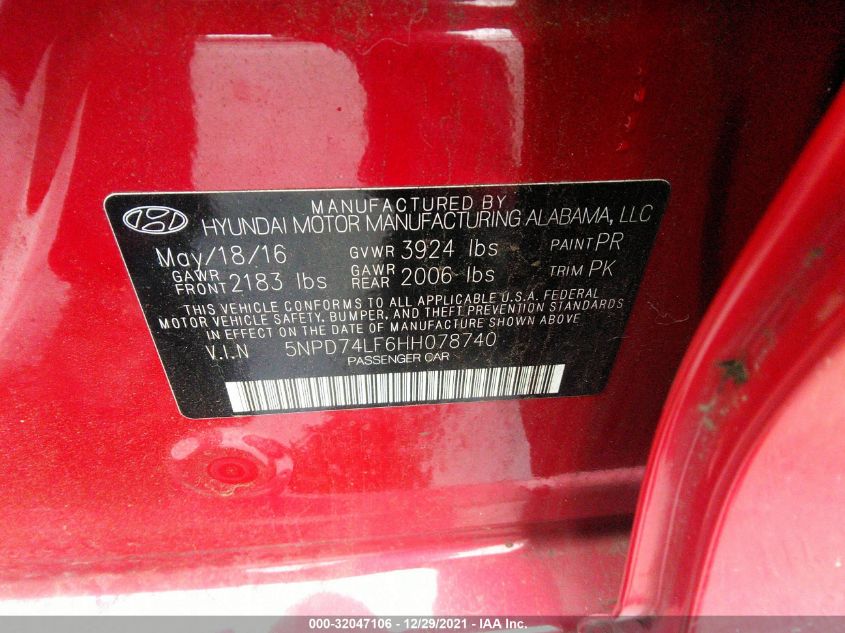 MANUFACTURED BY
HYUNDAI MOTOR MANUFACTURING ALABAMA, LLC
May/18/16 GVWR 3924 lbs PAINT PR
GAWR FRONT 2183 lbs GAWR REAR 2006 lbs TRIM PK
THIS VEHICLE CONFORMS TO ALL APPLICABLE U.S.A. FEDERAL
MOTOR VEHICLE SAFETY, BUMPER, AND THEFT PREVENTION STANDARDS
IN EFFECT ON THE DATE OF MANUFACTURE SHOWN ABOVE.
V.I.N 5NPD74LF6HH078740
PASSENGER CAR
000-32047106 - 12/29/2021 - IAA Inc.